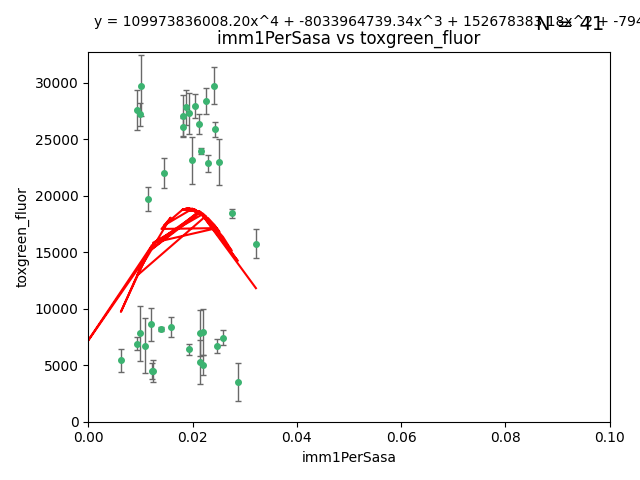 y = 109973836008.20x^4 + -8033964739.34x^3 + 152678383.18x^2 + -794
N = 41
imm1PerSasa vs toxgreen_fluor
30000
25000
20000
15000
10000
5000
0
toxgreen_fluor
0.00 0.02 0.04 0.06 0.08 0.10
imm1PerSasa